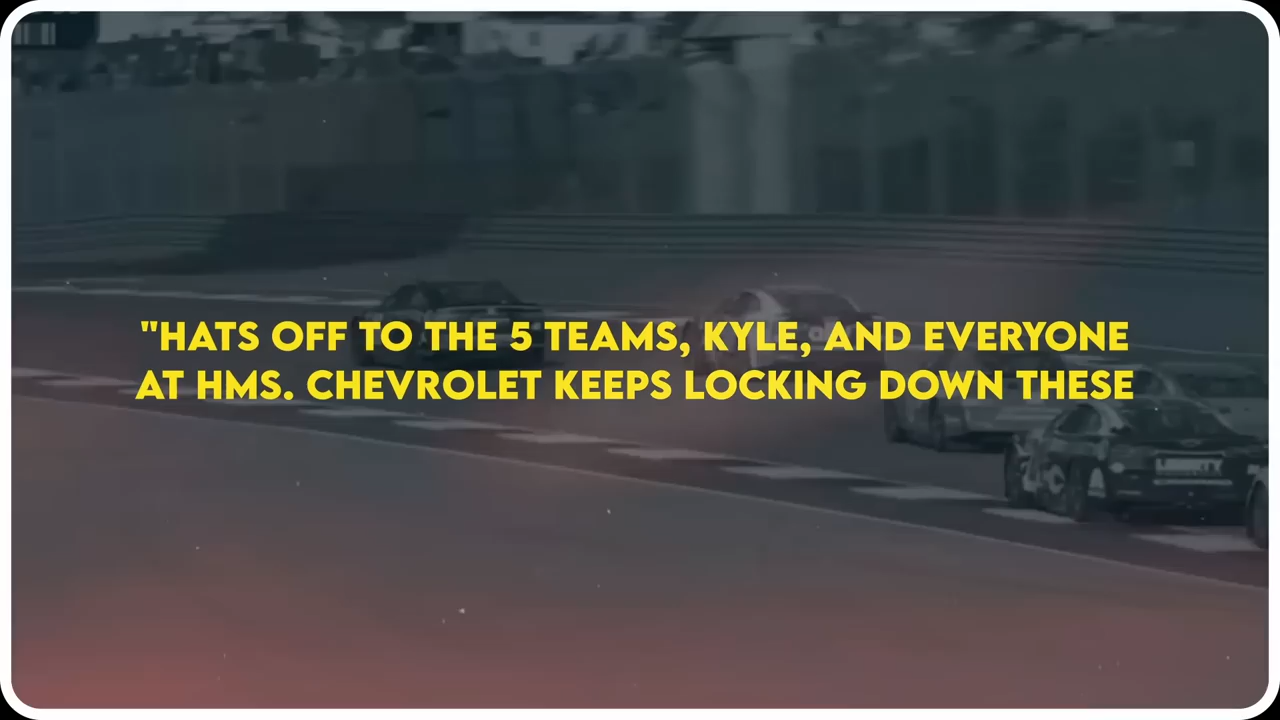 "HATS OFF TO THE 5 TEAMS, KYLE, AND EVERYONE
AT HMS. CHEVROLET KEEPS LOCKING DOWN THESE